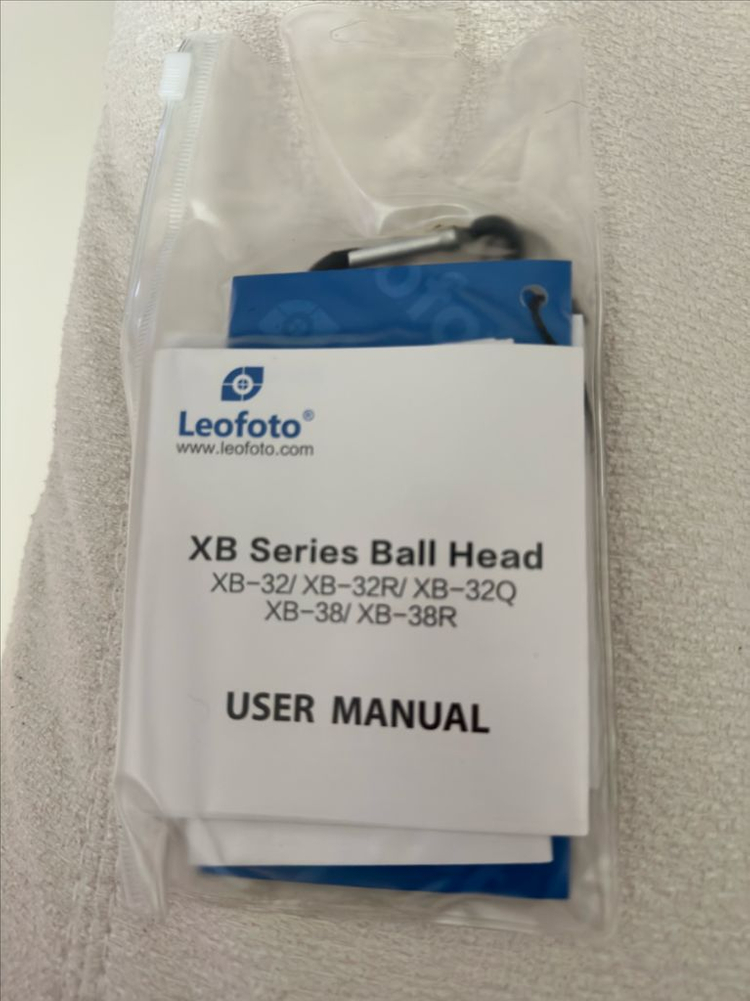 ofo
Leofoto®
www.leofoto.com
XB Series Ball Head
XB-32/ XB-32R/ XB-32Q
XB-38/ XB-38R
USER MANUAL